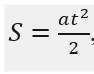 S = at²/2,